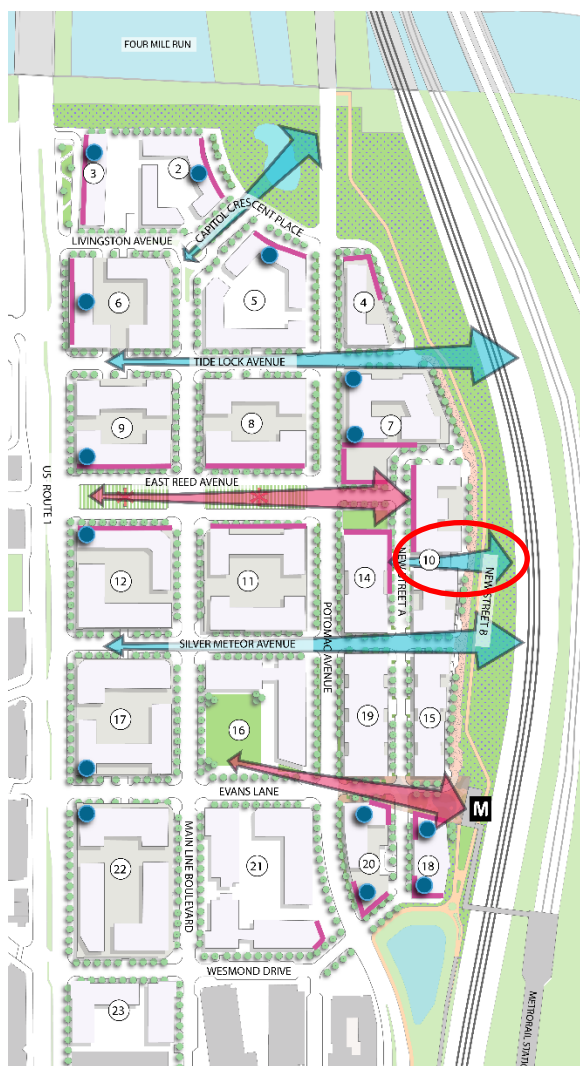 FOUR MILE RUN
2
3
CAPITOL CRESCENT PLACE
LIVINGSTON AVENUE
6
5
4
TIDE LOCK AVENUE
9
8
7
EAST REED AVENUE
US ROUTE 1
10
12
11
14
NEW STREET A
NEW STREET B
POTOMAC AVENUE
SILVER METEOR AVENUE
17
16
19
15
EVANS LANE
M
MAIN LINE BOULEVARD
22
21
20
18
WESMOND DRIVE
23
METRORAIL STATI